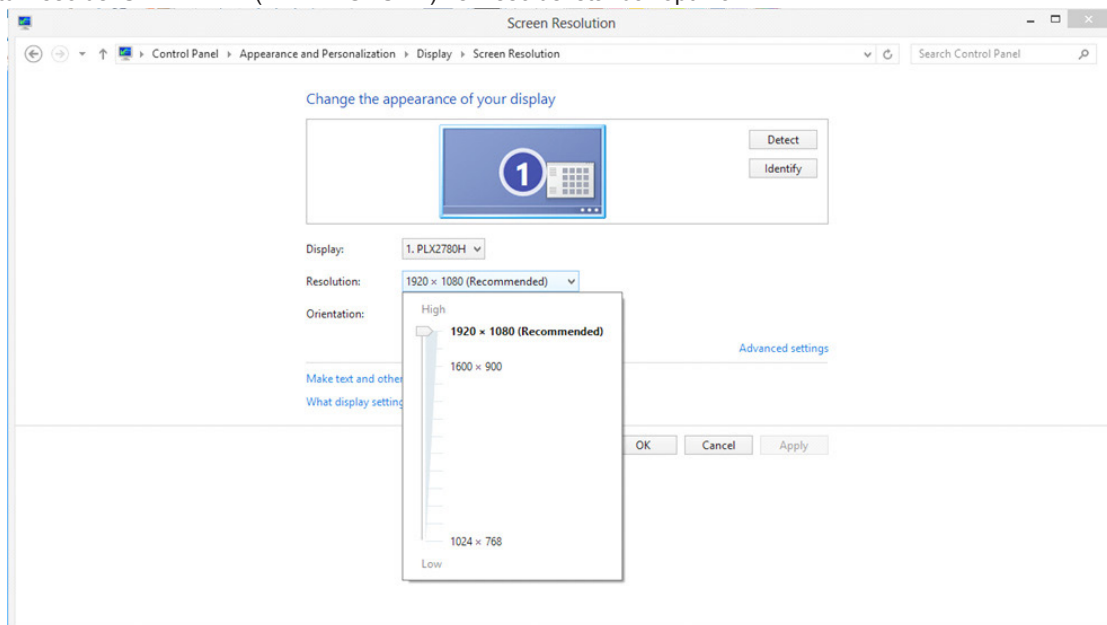 Screen Resolution
Control Panel ▸ Appearance and Personalization ▸ Display ▸ Screen Resolution
Search Control Panel
Change the appearance of your display
1
Detect
Identify
Display:
1. PLX2780H
Resolution:
1920 × 1080 (Recommended)
Orientation:
High
1920 × 1080 (Recommended)
1600 × 900
1024 × 768
Low
Advanced settings
Make text and other
What display setting
OK
Cancel
Apply